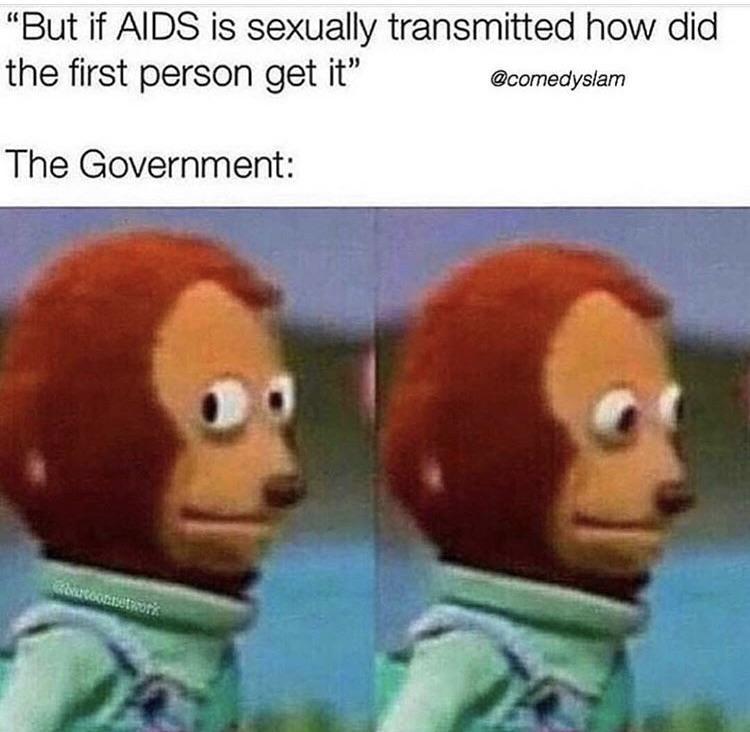 “But if AIDS is sexually transmitted how did
the first person get it”
@comedyslam
The Government: